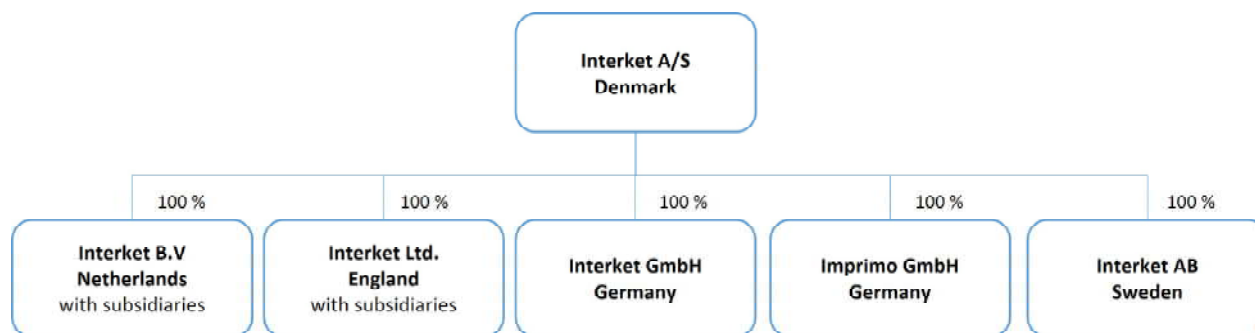 Interket A/S
Denmark
100 %
100 %
100 %
100 %
100 %
Interket B.V
Netherlands
with subsidiaries
Interket Ltd.
England
with subsidiaries
Interket GmbH
Germany
Imprimo GmbH
Germany
Interket AB
Sweden